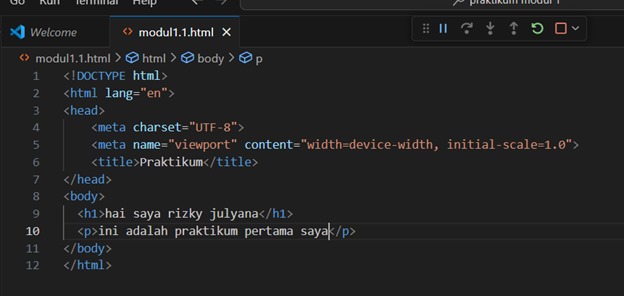 Go Run Terminal Help
praktikum modul 1
Welcome
modul1.1.html
modul1.1.html > html > body > p
1 <!DOCTYPE html>
2 <html lang="en">
3 <head>
4 <meta charset="UTF-8">
5 <meta name="viewport" content="width=device-width, initial-scale=1.0">
6 <title>Praktikum</title>
7 </head>
8 <body>
9 <h1>hai saya rizky julyana</h1>
10 <p>ini adalah praktikum pertama saya</p>
11 </body>
12 </html>